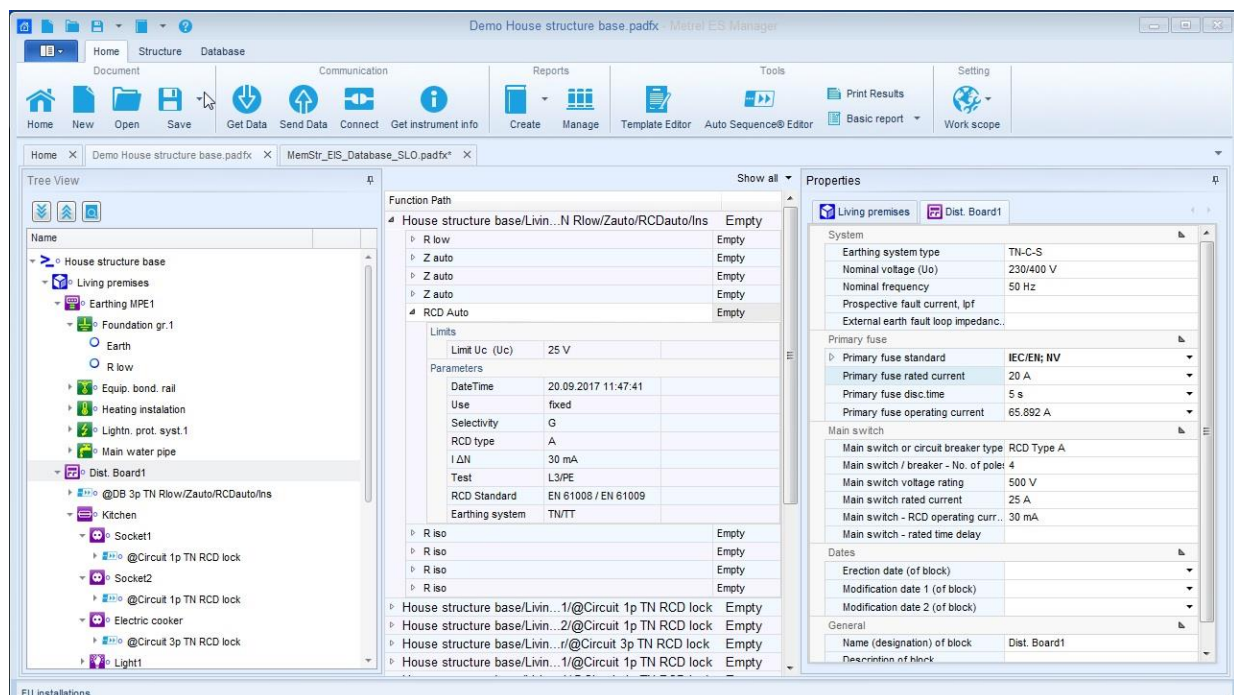 Demo House structure base.padfx - Metrel ES Manager
Home Structure Database
Document Communication Reports Tools Setting
Home New Open Save Get Data Send Data Connect Get instrument info Create Manage Template Editor Auto Sequence® Editor Print Results Basic report Work scope
Home Demo House structure base.padfx MemStr_EIS_Database_SLO.padfx*
Tree View
Name
House structure base
Living premises
Earthing MPE1
Foundation gr.1
Earth
R low
Equip. bond. rail
Heating instalation
Lightn. prot. syst.1
Main water pipe
Dist. Board1
@DB 3p TN Rlow/Zauto/RCDauto/Ins
Kitchen
Socket1
@Circuit 1p TN RCD lock
Socket2
@Circuit 1p TN RCD lock
Electric cooker
@Circuit 3p TN RCD lock
Light1
Show all
Function Path
House structure base/Livin...N Rlow/Zauto/RCDauto/Ins Empty
R low Empty
Z auto Empty
Z auto Empty
Z auto Empty
RCD Auto Empty
Limits
Limit Uc (Uc) 25 V
Parameters
DateTime 20.09.2017 11:47:41
Use fixed
Selectivity G
RCD type A
I ΔN 30 mA
Test L3/PE
RCD Standard EN 61008 / EN 61009
Earthing system TN/TT
R iso Empty
R iso Empty
R iso Empty
R iso Empty
House structure base/Livin...1/@Circuit 1p TN RCD lock Empty
House structure base/Livin...2/@Circuit 1p TN RCD lock Empty
House structure base/Livin...r/@Circuit 3p TN RCD lock Empty
House structure base/Livin...1/@Circuit 1p TN RCD lock Empty
Properties
Living premises Dist. Board1
System
Earthing system type TN-C-S
Nominal voltage (Uo) 230/400 V
Nominal frequency 50 Hz
Prospective fault current, Ipf
External earth fault loop impedanc..
Primary fuse
Primary fuse standard IEC/EN; NV
Primary fuse rated current 20 A
Primary fuse disc.time 5 s
Primary fuse operating current 65.892 A
Main switch
Main switch or circuit breaker type RCD Type A
Main switch / breaker - No. of poles 4
Main switch voltage rating 500 V
Main switch rated current 25 A
Main switch - RCD operating curr.. 30 mA
Main switch - rated time delay
Dates
Erection date (of block)
Modification date 1 (of block)
Modification date 2 (of block)
General
Name (designation) of block Dist. Board1
Description of block
EU installations